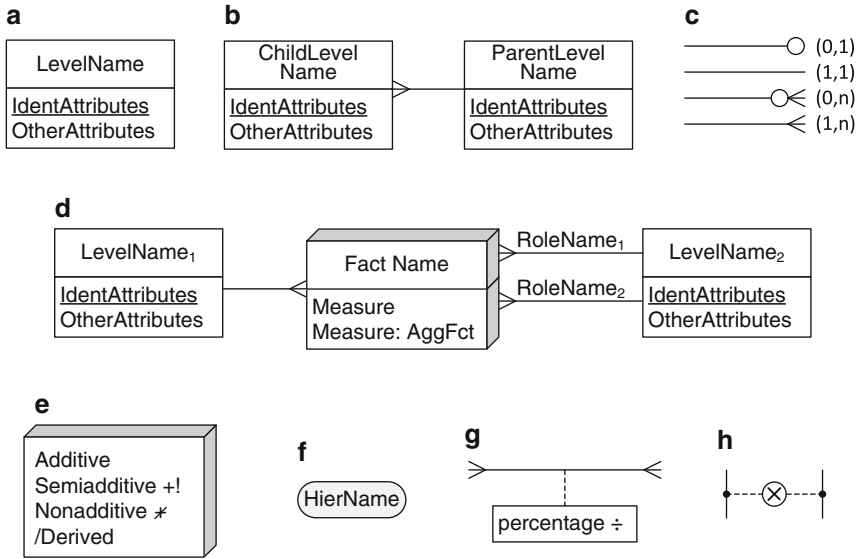 a
b
c
LevelName
IdentAttributes
OtherAttributes
ChildLevel
Name
IdentAttributes
OtherAttributes
ParentLevel
Name
IdentAttributes
OtherAttributes
(0,1)
(1,1)
(0,n)
(1,n)
d
LevelName₁
IdentAttributes
OtherAttributes
Fact Name
Measure
Measure: AggFct
RoleName₁
RoleName₂
LevelName₂
IdentAttributes
OtherAttributes
e
Additive
Semiadditive +!
Nonadditive +̸
/Derived
f
HierName
g
percentage ÷
h